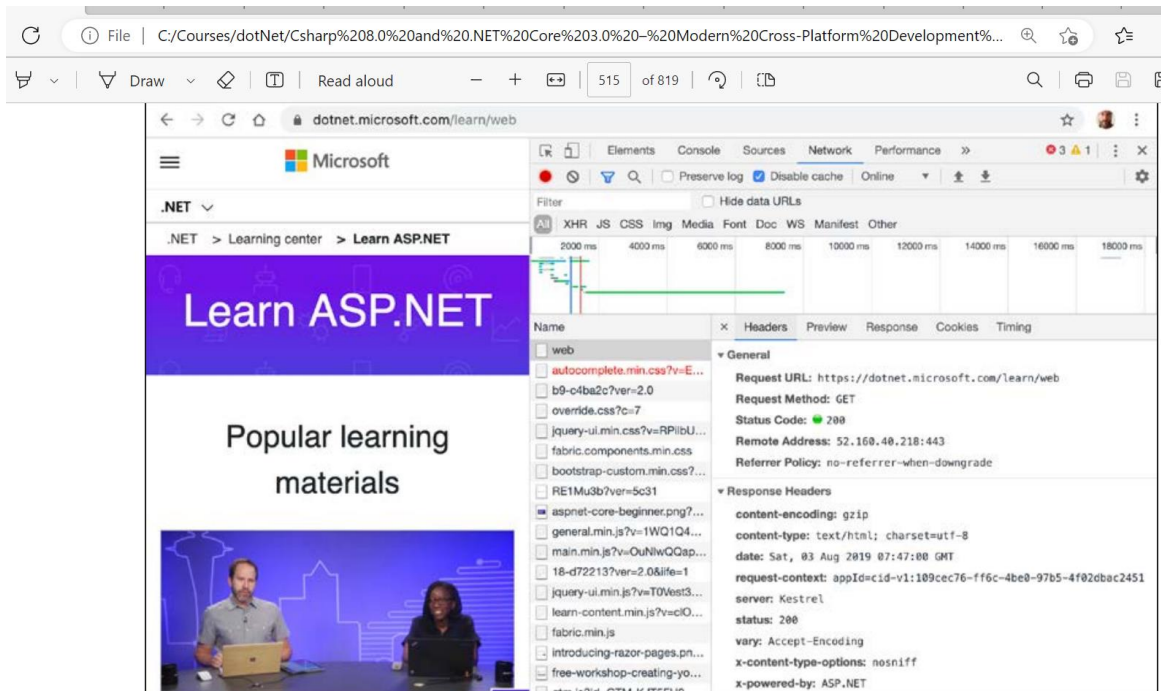 File C:/Courses/dotNet/Csharp%208.0%20and%20.NET%20Core%203.0%20–%20Modern%20Cross-Platform%20Development%...
Draw Read aloud 515 of 819
dotnet.microsoft.com/learn/web
Microsoft
.NET
.NET > Learning center > Learn ASP.NET
Learn ASP.NET
Popular learning
materials
Elements Console Sources Network Performance » 3 1
Preserve log Disable cache Online
Filter Hide data URLs
All XHR JS CSS Img Media Font Doc WS Manifest Other
2000 ms 4000 ms 6000 ms 8000 ms 10000 ms 12000 ms 14000 ms 16000 ms 18000 ms
Name
web
autocomplete.min.css?v=E...
b9-c4ba2c?ver=2.0
override.css?c=7
jquery-ui.min.css?v=RPilbU...
fabric.components.min.css
bootstrap-custom.min.css?...
RE1Mu3b?ver=5c31
aspnet-core-beginner.png?...
general.min.js?v=1WQ1Q4...
main.min.js?v=OuNlwQQap...
18-d72213?ver=2.0&iife=1
jquery-ui.min.js?v=T0Vest3...
learn-content.min.js?v=clO...
fabric.min.js
introducing-razor-pages.pn...
free-workshop-creating-yo...
× Headers Preview Response Cookies Timing
General
Request URL: https://dotnet.microsoft.com/learn/web
Request Method: GET
Status Code: 200
Remote Address: 52.160.40.218:443
Referrer Policy: no-referrer-when-downgrade
Response Headers
content-encoding: gzip
content-type: text/html; charset=utf-8
date: Sat, 03 Aug 2019 07:47:00 GMT
request-context: appId=cid-v1:109cec76-ff6c-4be0-97b5-4f02dbac2451
server: Kestrel
status: 200
vary: Accept-Encoding
x-content-type-options: nosniff
x-powered-by: ASP.NET